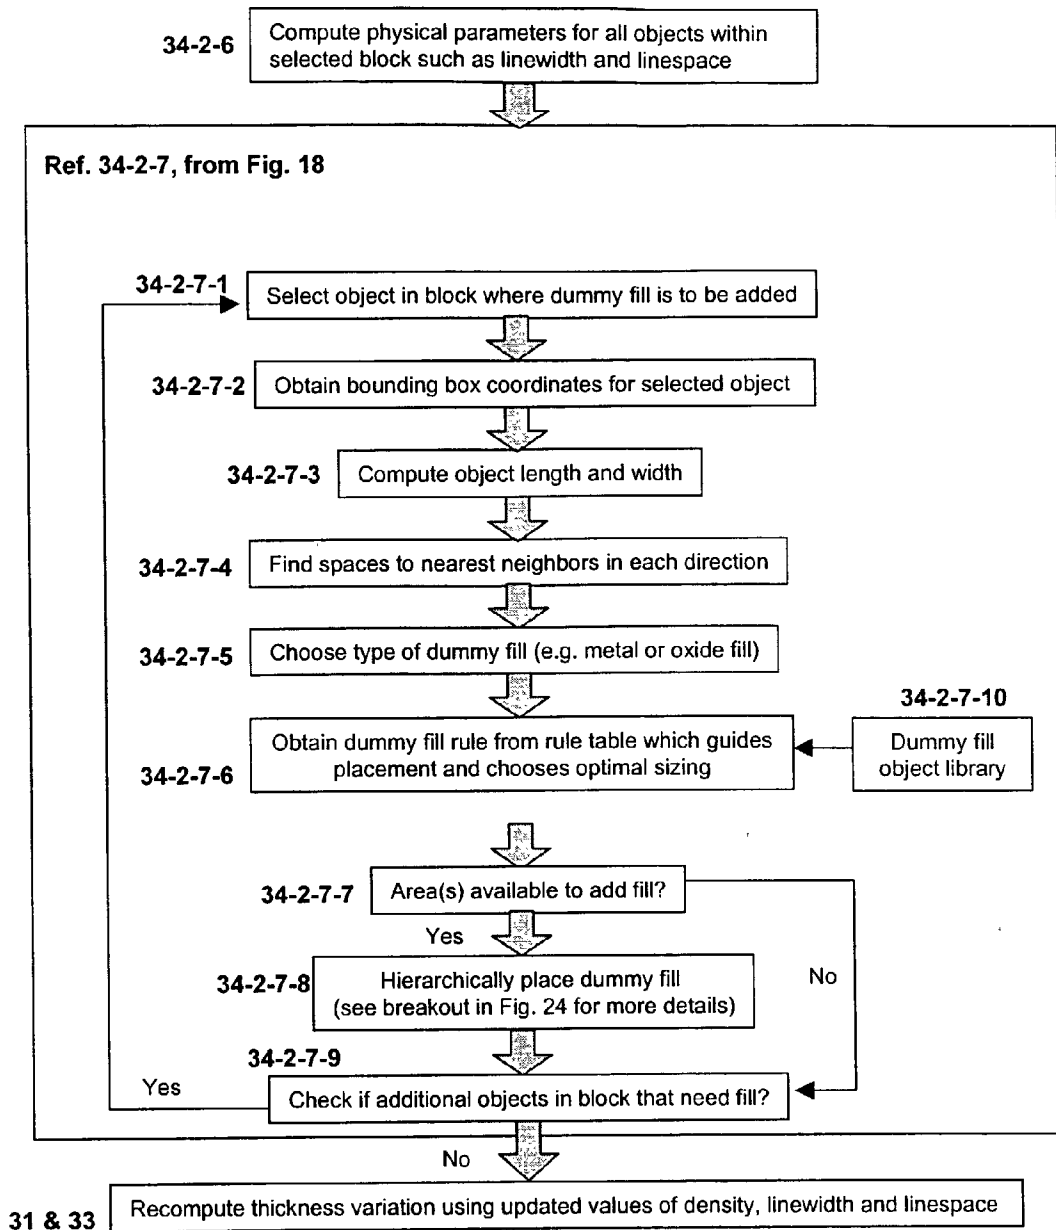 34-2-6
Compute physical parameters for all objects within
selected block such as linewidth and linespace
Ref. 34-2-7, from Fig. 18
34-2-7-1
Select object in block where dummy fill is to be added
34-2-7-2
Obtain bounding box coordinates for selected object
34-2-7-3
Compute object length and width
34-2-7-4
Find spaces to nearest neighbors in each direction
34-2-7-5
Choose type of dummy fill (e.g. metal or oxide fill)
34-2-7-6
Obtain dummy fill rule from rule table which guides
placement and chooses optimal sizing
34-2-7-10
Dummy fill
object library
34-2-7-7
Area(s) available to add fill?
Yes
No
34-2-7-8
Hierarchically place dummy fill
(see breakout in Fig. 24 for more details)
34-2-7-9
Yes
Check if additional objects in block that need fill?
No
31 & 33
Recompute thickness variation using updated values of density, linewidth and linespace